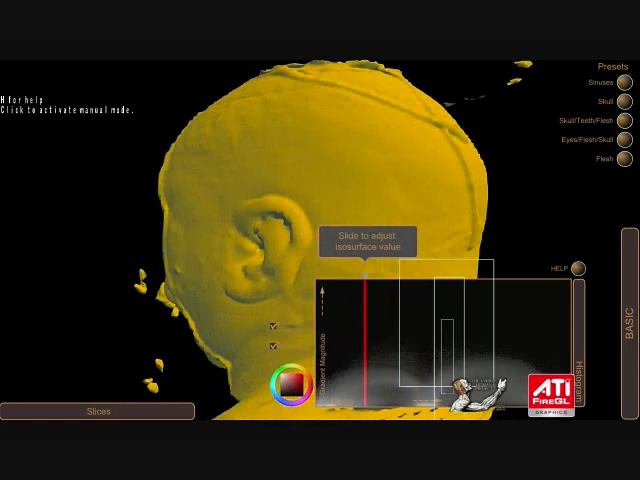 Presets
Sinuses
H for help
Skull
Click to activate manual mode.
Skull/Teeth/Flesh
Eyes/Flesh/Skull
Flesh
Slide to adjust
isosurface value
HELP
BASIC
Gradient Magnitude
Histogram
ATI
FIREGL
GRAPHICS
Slices